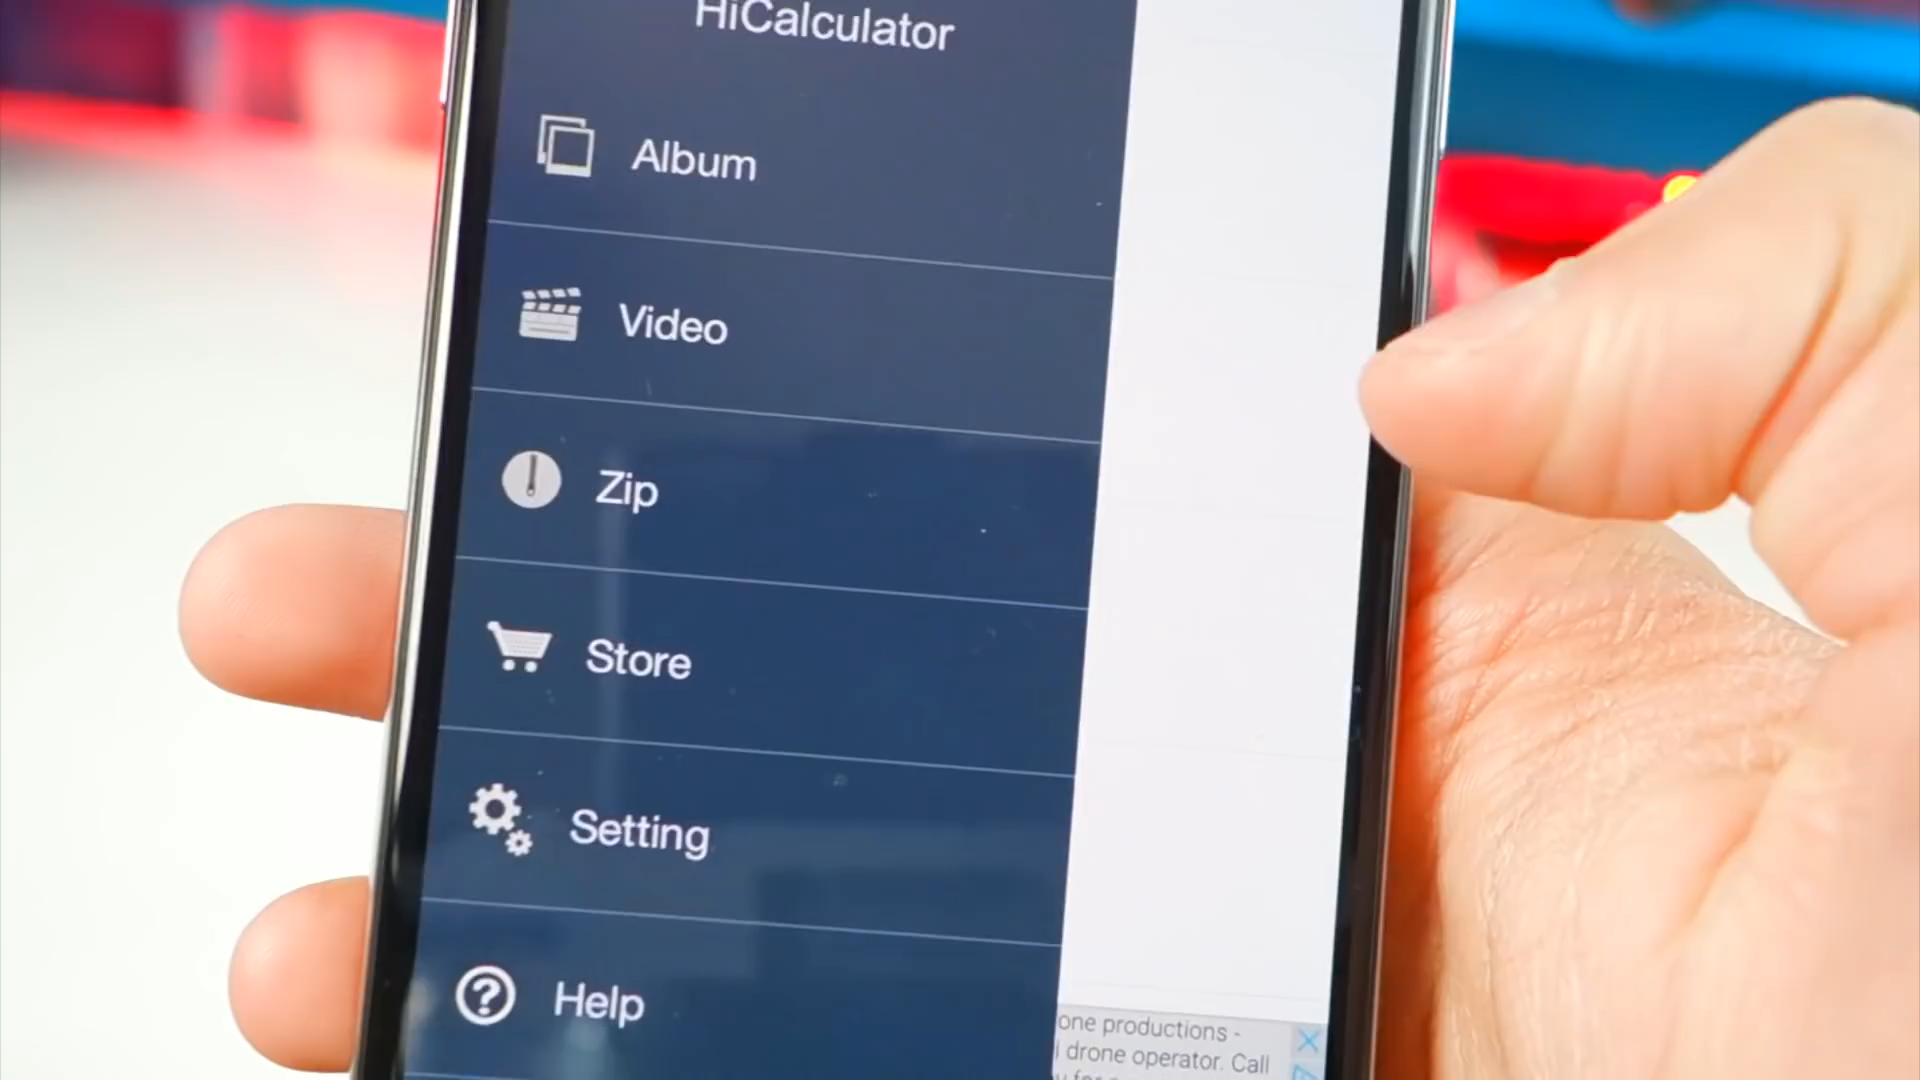 HiCalculator
Album
Video
Zip
Store
Setting
Help
one productions -
drone operator. Call